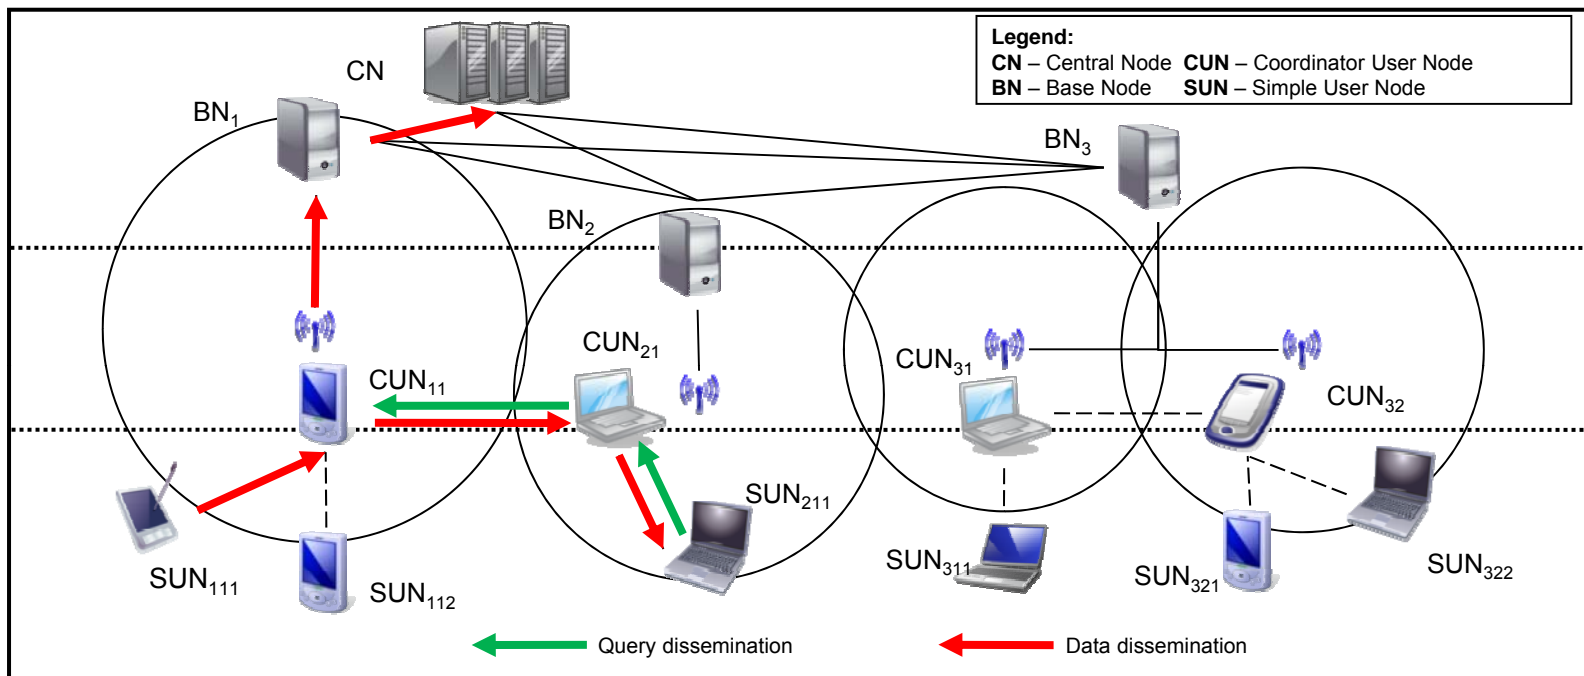 Legend:
CN – Central Node CUN – Coordinator User Node
BN – Base Node SUN – Simple User Node
CN
BN1
BN3
BN2
CUN21
CUN31
CUN11
CUN32
SUN211
SUN311
SUN322
SUN321
SUN111
SUN112
Query dissemination
Data dissemination